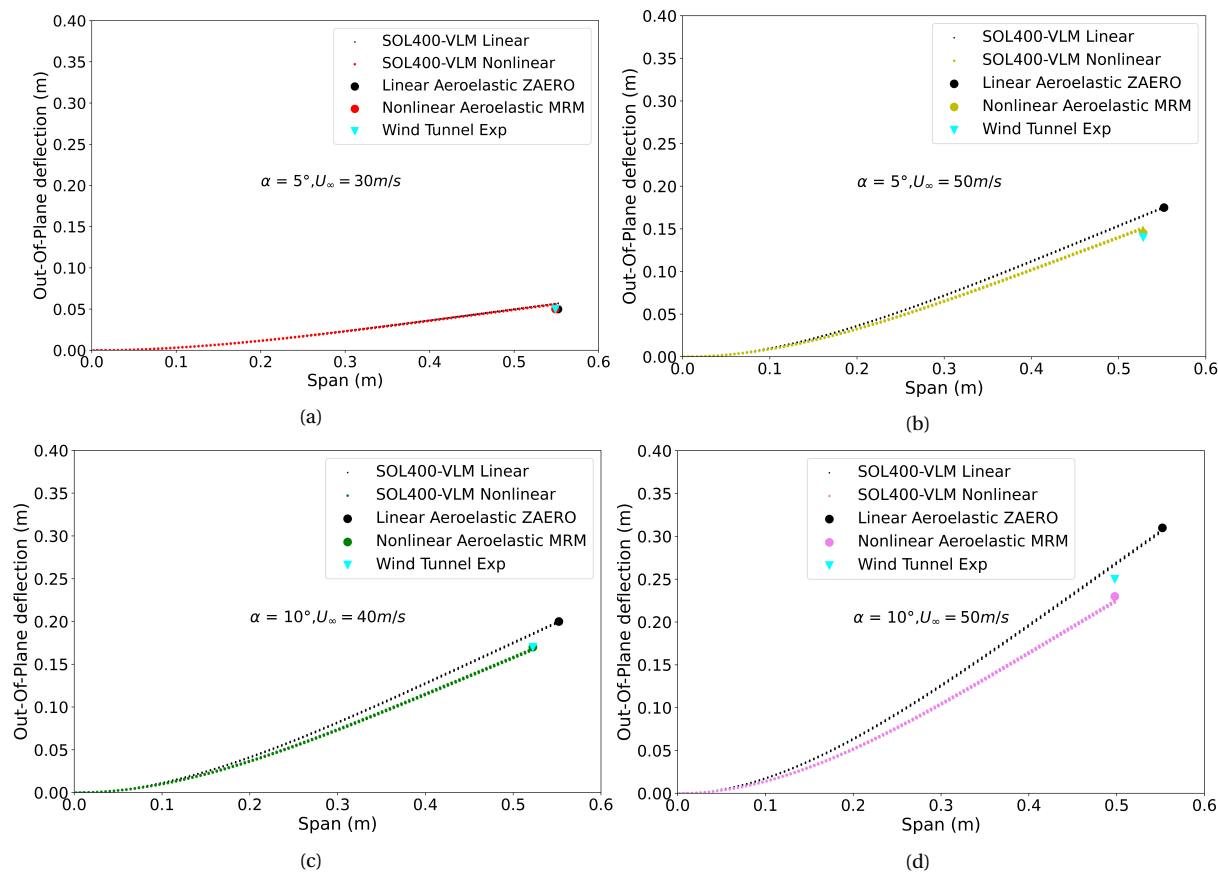 0.40
0.35
0.30
0.25
0.20
0.15
0.10
0.05
0.00
Out-Of-Plane deflection (m)
SOL400-VLM Linear
SOL400-VLM Nonlinear
Linear Aeroelastic ZAERO
Nonlinear Aeroelastic MRM
Wind Tunnel Exp
α = 5°,U∞ = 30m/s
0.0 0.1 0.2 0.3 0.4 0.5 0.6
Span (m)
(a)
0.40
0.35
0.30
0.25
0.20
0.15
0.10
0.05
0.00
Out-Of-Plane deflection (m)
SOL400-VLM Linear
SOL400-VLM Nonlinear
Linear Aeroelastic ZAERO
Nonlinear Aeroelastic MRM
Wind Tunnel Exp
α = 5°,U∞ = 50m/s
0.0 0.1 0.2 0.3 0.4 0.5 0.6
Span (m)
(b)
0.40
0.35
0.30
0.25
0.20
0.15
0.10
0.05
0.00
Out-Of-Plane deflection (m)
SOL400-VLM Linear
SOL400-VLM Nonlinear
Linear Aeroelastic ZAERO
Nonlinear Aeroelastic MRM
Wind Tunnel Exp
α = 10°,U∞ = 40m/s
0.0 0.1 0.2 0.3 0.4 0.5 0.6
Span (m)
(c)
0.40
0.35
0.30
0.25
0.20
0.15
0.10
0.05
0.00
Out-Of-Plane deflection (m)
SOL400-VLM Linear
SOL400-VLM Nonlinear
Linear Aeroelastic ZAERO
Nonlinear Aeroelastic MRM
Wind Tunnel Exp
α = 10°,U∞ = 50m/s
0.0 0.1 0.2 0.3 0.4 0.5 0.6
Span (m)
(d)